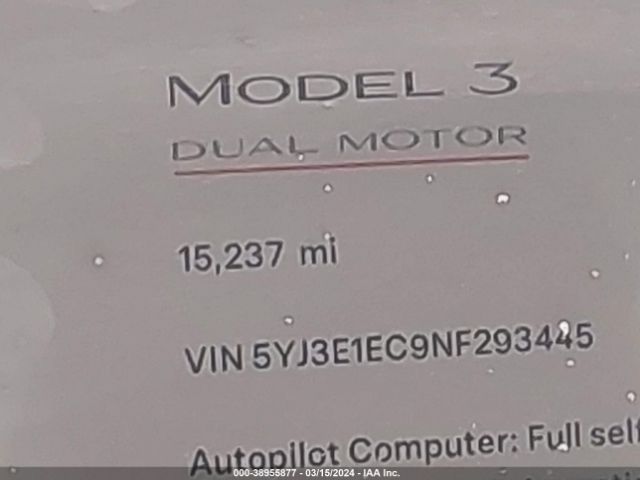 MODEL 3
DUAL MOTOR
15,237 mi
VIN 5YJ3E1EC9NF293445
Autopilot Computer: Full self
000-38955877 - 03/15/2024 - IAA Inc.